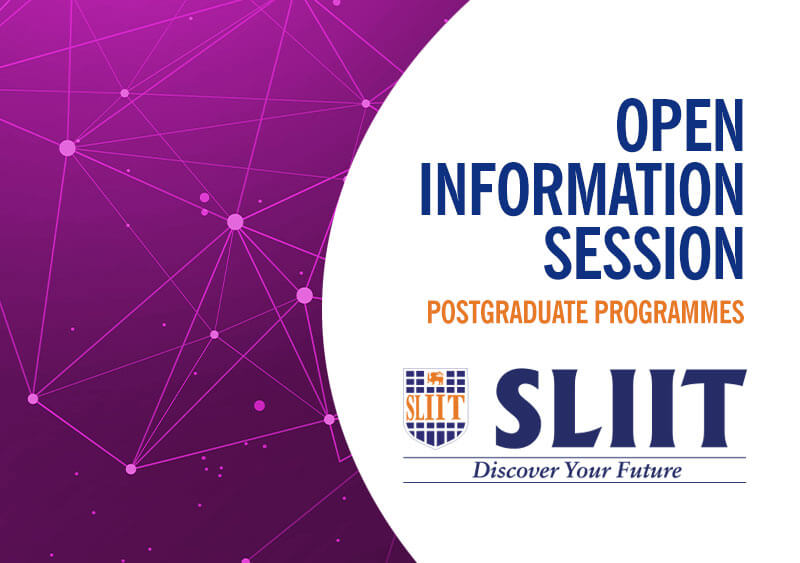 OPEN
INFORMATION
SESSION
POSTGRADUATE PROGRAMMES
SLIIT
SLIIT
Discover Your Future